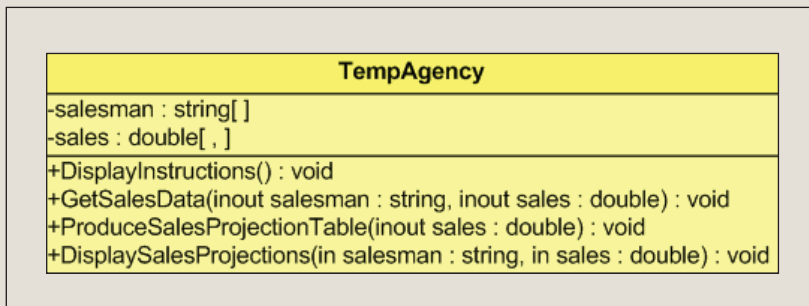 TempAgency
-salesman : string[ ]
-sales : double[ , ]
+DisplayInstructions() : void
+GetSalesData(inout salesman : string, inout sales : double) : void
+ProduceSalesProjectionTable(inout sales : double) : void
+DisplaySalesProjections(in salesman : string, in sales : double) : void